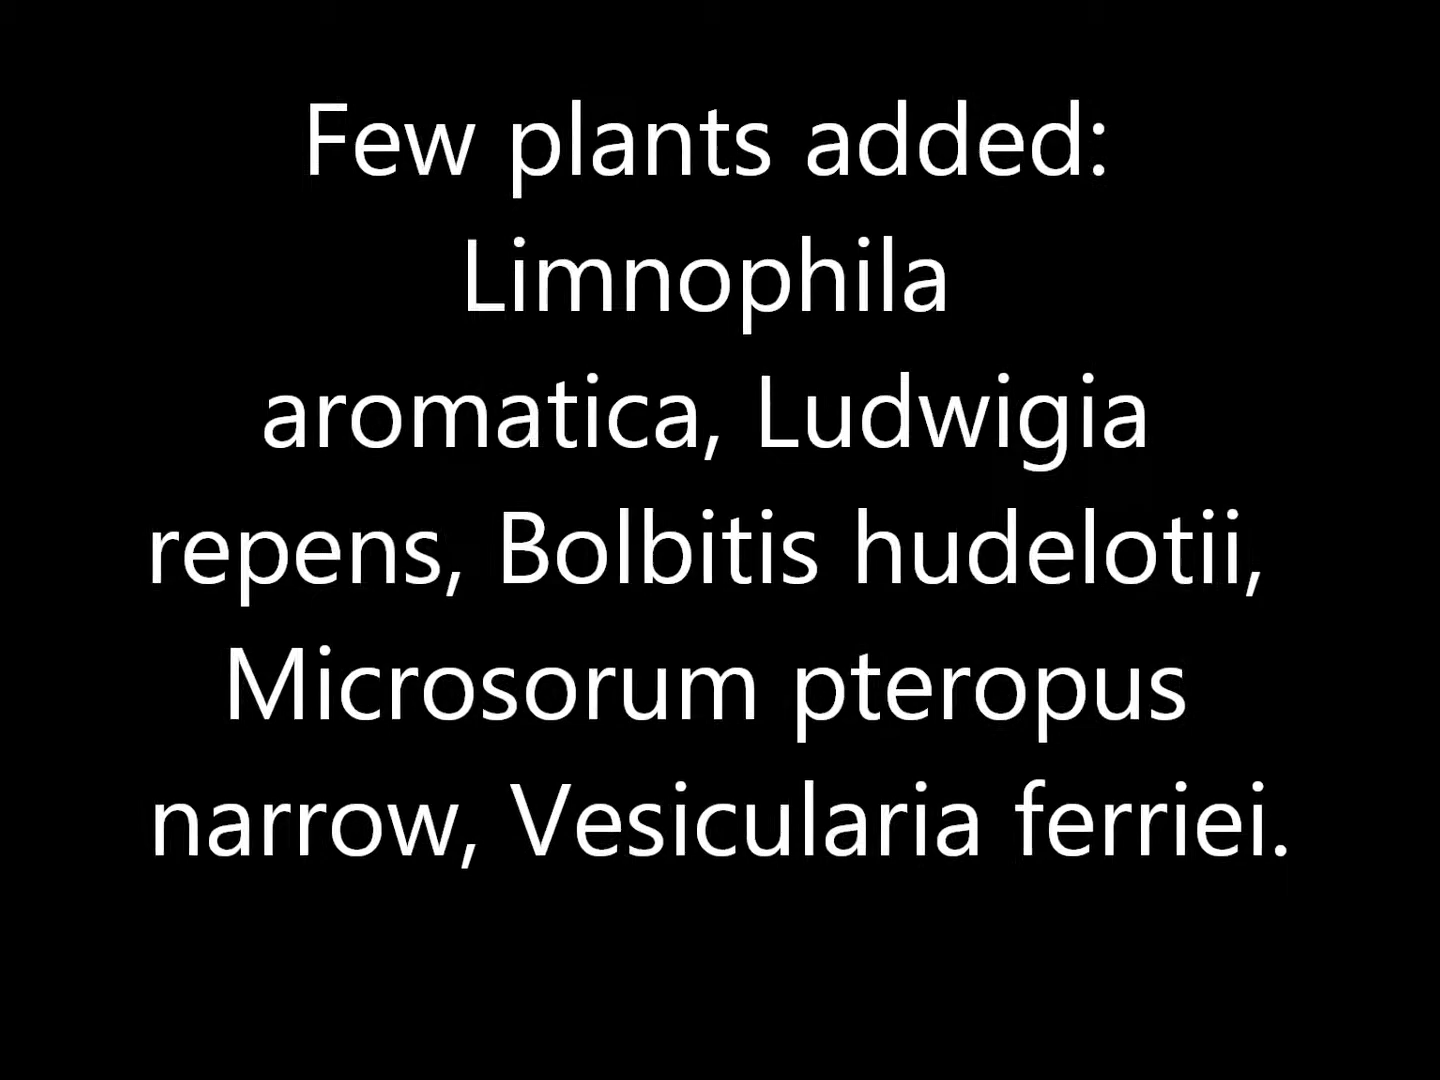 Few plants added:
Limnophila
aromatica, Ludwigia
repens, Bolbitis hudelotii,
Microsorum pteropus
narrow, Vesicularia ferriei.